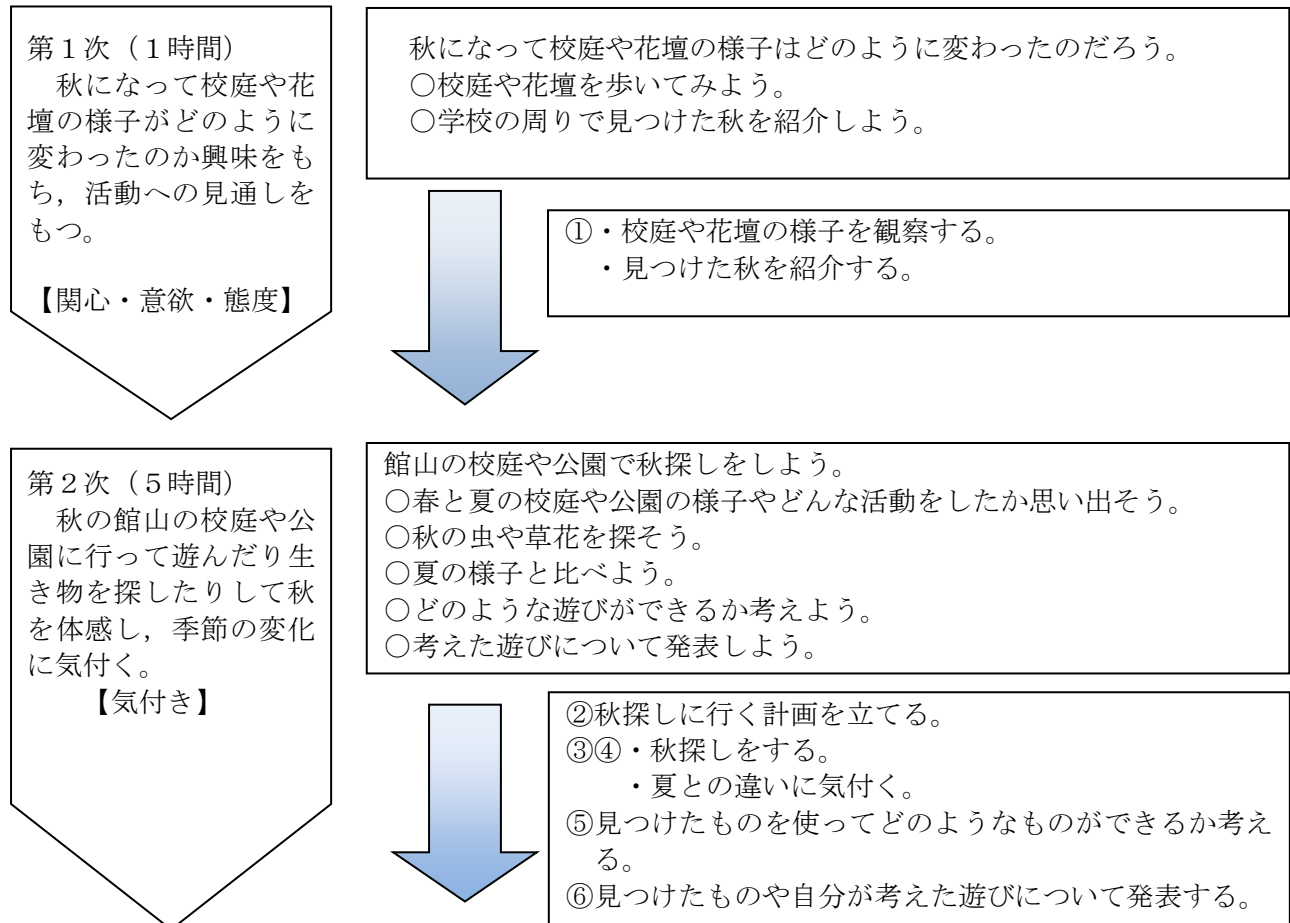 第１次（１時間）
　秋になって校庭や花
壇の様子がどのように
変わったのか興味をも
ち，活動への見通しを
もつ。
【関心・意欲・態度】
秋になって校庭や花壇の様子はどのように変わったのだろう。
○校庭や花壇を歩いてみよう。
○学校の周りで見つけた秋を紹介しよう。
①・校庭や花壇の様子を観察する。
・見つけた秋を紹介する。
第２次（５時間）
　秋の館山の校庭や公
園に行って遊んだり生
き物を探したりして秋
を体感し，季節の変化
に気付く。
【気付き】
館山の校庭や公園で秋探しをしよう。
○春と夏の校庭や公園の様子やどんな活動をしたか思い出そう。
○秋の虫や草花を探そう。
○夏の様子と比べよう。
○どのような遊びができるか考えよう。
○考えた遊びについて発表しよう。
②秋探しに行く計画を立てる。
③④・秋探しをする。
・夏との違いに気付く。
⑤見つけたものを使ってどのようなものができるか考え
る。
⑥見つけたものや自分が考えた遊びについて発表する。